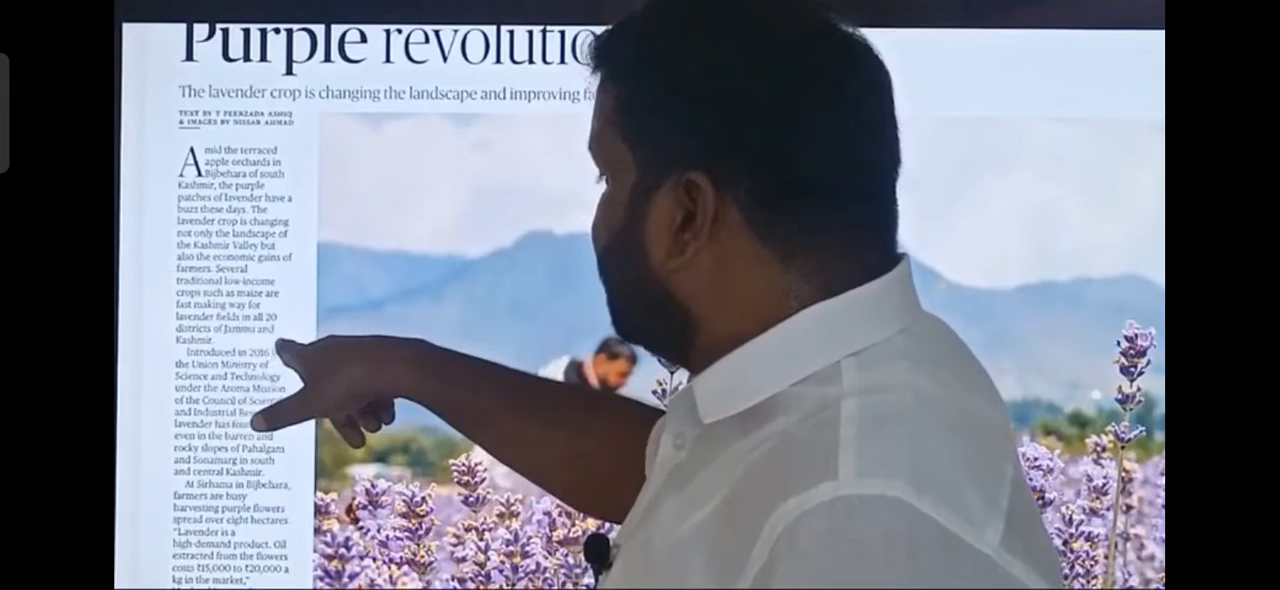 Purple revolutio
The lavender crop is changing the landscape and improving fa
TEXT BY T PEERZADA ASHIQ
& IMAGES BY NISSAR AHMAD
Amid the terraced
apple orchards in
Bijbehara of south
Kashmir, the purple
patches of lavender have a
buzz these days. The
lavender crop is changing
not only the landscape of
the Kashmir Valley but
also the economic gains of
farmers. Several
traditional low-income
crops such as maize are
fast making way for
lavender fields in all 20
districts of Jammu and
Kashmir.
Introduced in 2016
the Union Ministry of
Science and Technology
under the Aroma Mission
of the Council of Scien
and Industrial Res
lavender has fou
even in the barren and
rocky slopes of Pahalgam
and Sonamarg in south
and central Kashmir.
At Sirhama in Bijbehara,
farmers are busy
harvesting purple flowers
spread over eight hectares.
"Lavender is a
high-demand product. Oil
extracted from the flowers
costs ₹15,000 to ₹20,000 a
kg in the market,"